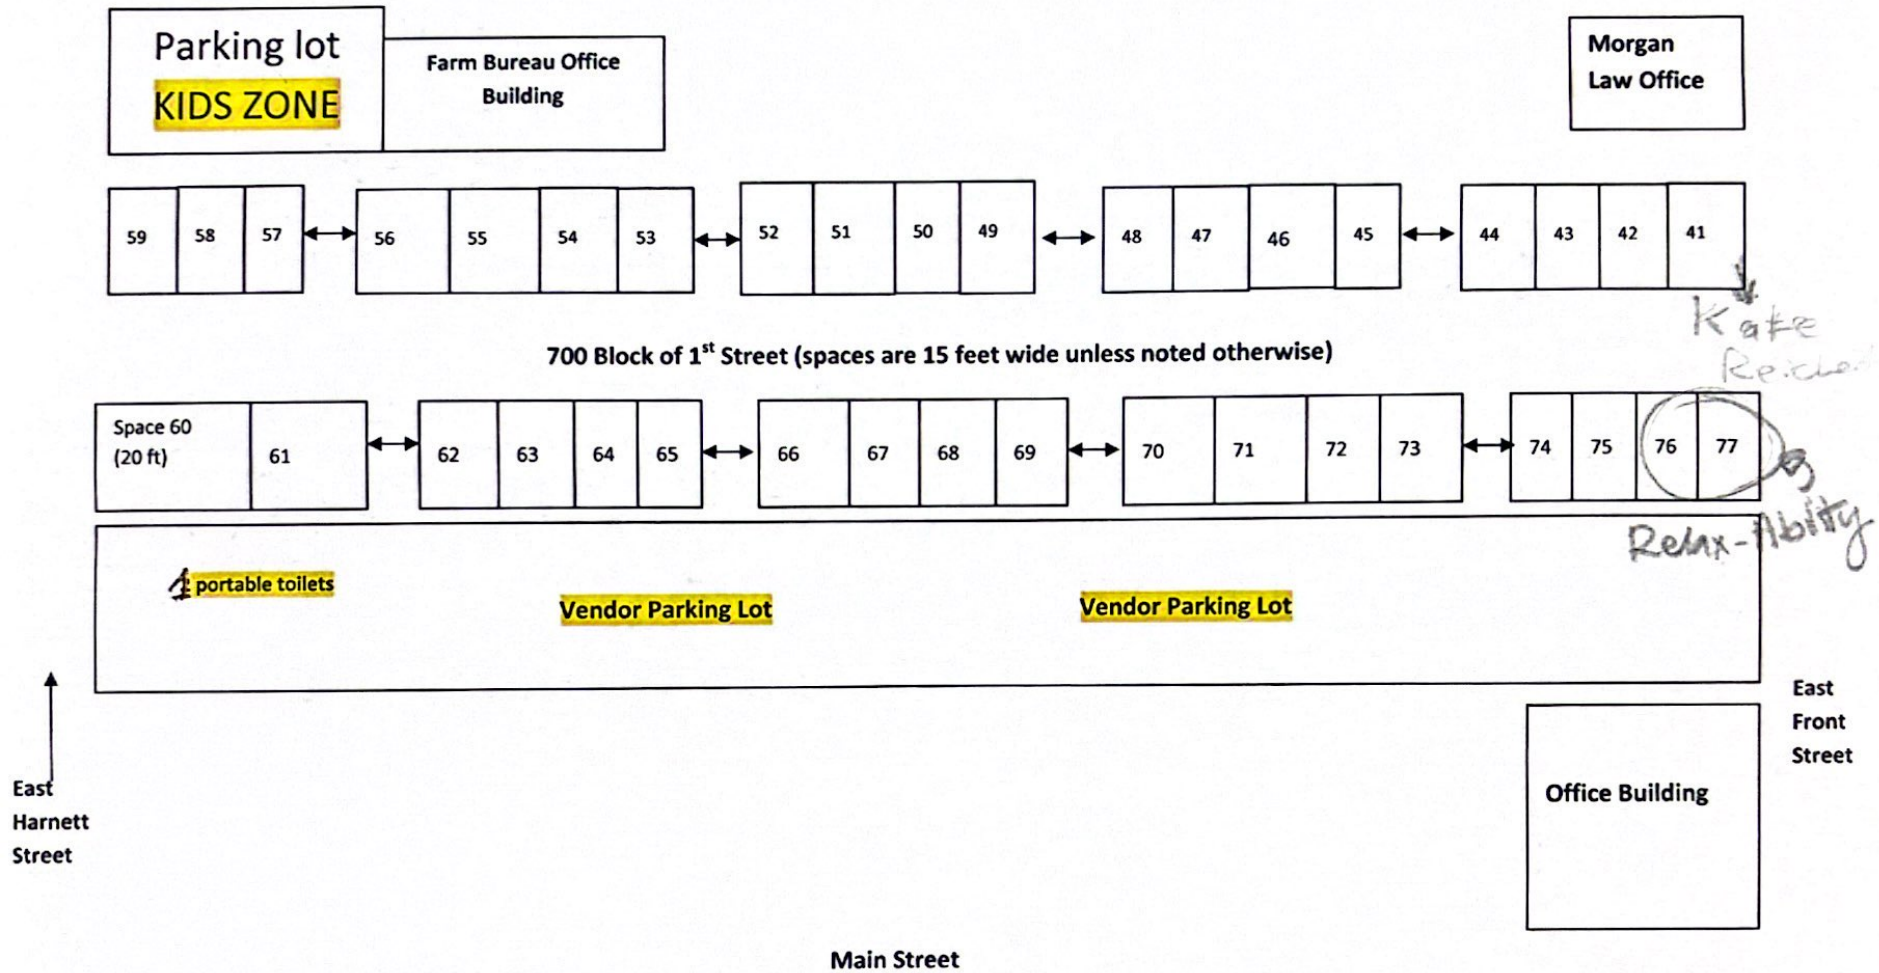 Parking lot
KIDS ZONE
Farm Bureau Office
Building
Morgan
Law Office
59 58 57 56 55 54 53 52 51 50 49 48 47 46 45 44 43 42 41
Kate
700 Block of 1st Street (spaces are 15 feet wide unless noted otherwise)
Space 60
(20 ft)
61 62 63 64 65 66 67 68 69 70 71 72 73 74 75 76 77
Relax-Ability
portable toilets
Vendor Parking Lot
Vendor Parking Lot
East
Front
Street
East
Harnett
Street
Office Building
Main Street